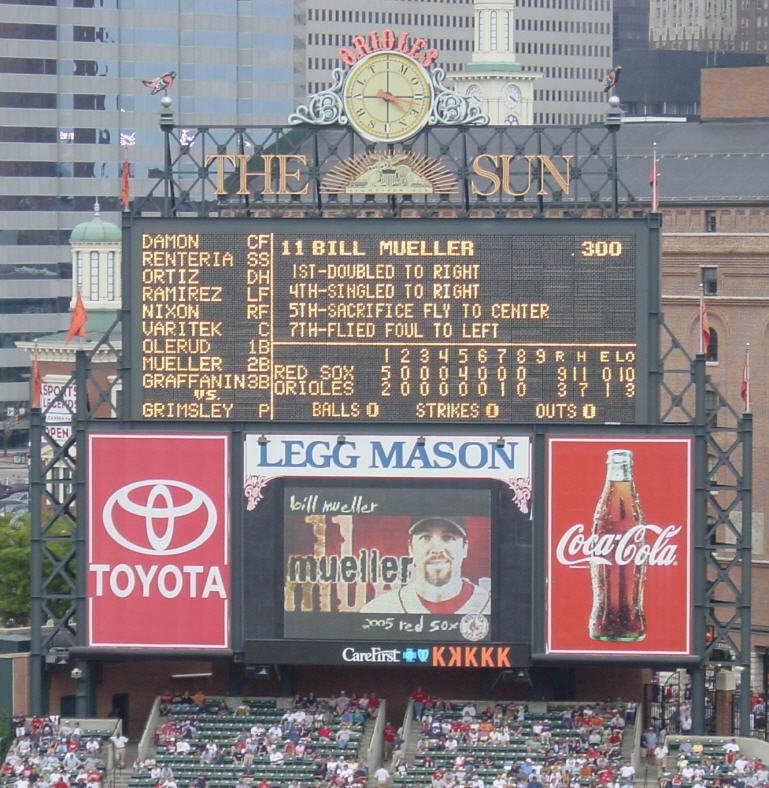 ORIOLES
THE SUN
DAMON CF
RENTERIA SS
ORTIZ DH
RAMIREZ LF
NIXON RF
VARITEK C
OLERUD 1B
MUELLER 2B
GRAFFANIN 3B
VS.
GRIMSLEY P
11 BILL MUELLER .300
1ST-DOUBLED TO RIGHT
4TH-SINGLED TO RIGHT
5TH-SACRIFICE FLY TO CENTER
7TH-FLIED FOUL TO LEFT
1 2 3 4 5 6 7 8 9 R H E LO
RED SOX 5 0 0 0 4 0 0 0 9 11 0 10
ORIOLES 2 0 0 0 0 0 1 0 3 7 1 3
BALLS 0 STRIKES 0 OUTS 0
SPORTS
OPEN
TOYOTA
LEGG MASON
bill mueller
11
mueller
2005 red sox
Coca-Cola
CareFirst KKKKK